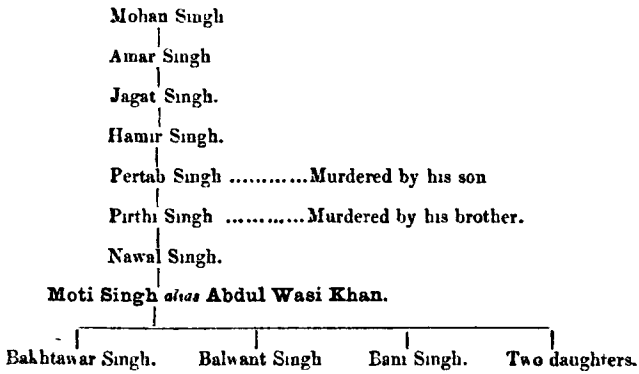 Mohan Singh
Amar Singh
Jagat Singh.
Hamir Singh.
Pertab Singh ............Murdered by his son
Pirthi Singh ............Murdered by his brother.
Nawal Singh.
Moti Singh alias Abdul Wasi Khan.
Bakhtawar Singh. Balwant Singh Bani Singh. Two daughters.